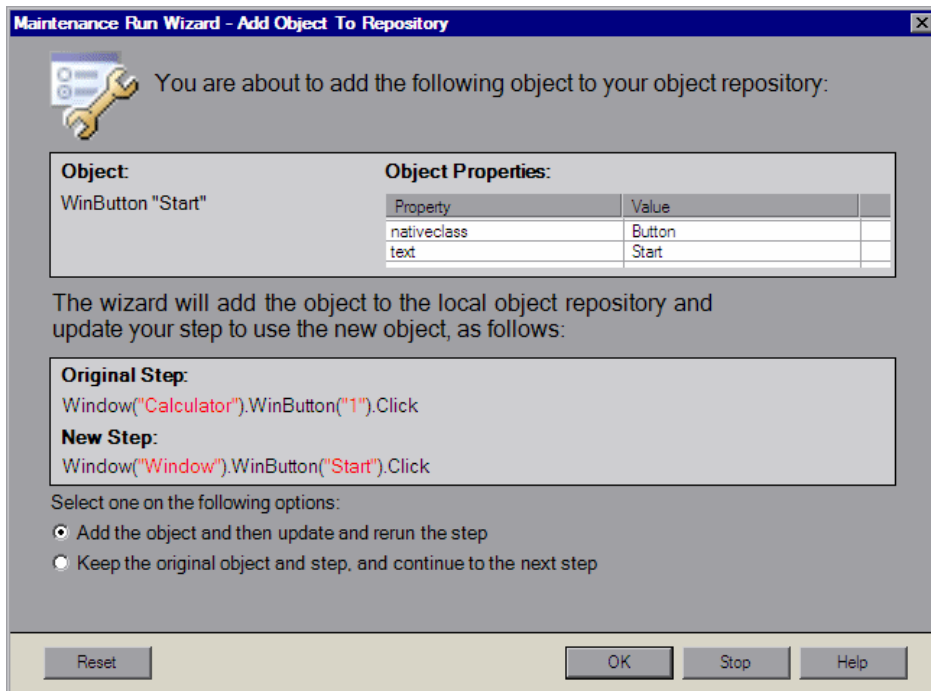 Maintenance Run Wizard - Add Object To Repository
You are about to add the following object to your object repository:
Object:
WinButton "Start"
Object Properties:
Property Value
nativeclass Button
text Start
The wizard will add the object to the local object repository and
update your step to use the new object, as follows:
Original Step:
Window("Calculator").WinButton("1").Click
New Step:
Window("Window").WinButton("Start").Click
Select one on the following options:
Add the object and then update and rerun the step
Keep the original object and step, and continue to the next step
Reset OK Stop Help